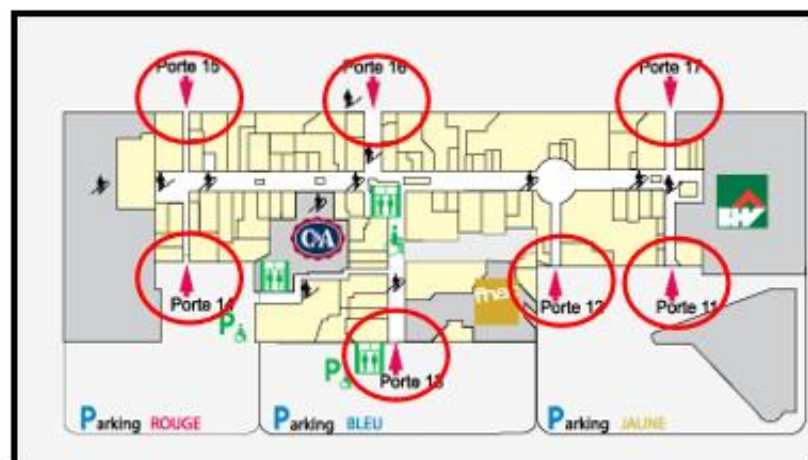 Porte 15
Porte 16
Porte 17
C&A
BHV
fnac
Porte 14
Porte 12
Porte 11
P
P
Porte 13
Parking ROUGE
Parking BLEU
Parking JAUNE